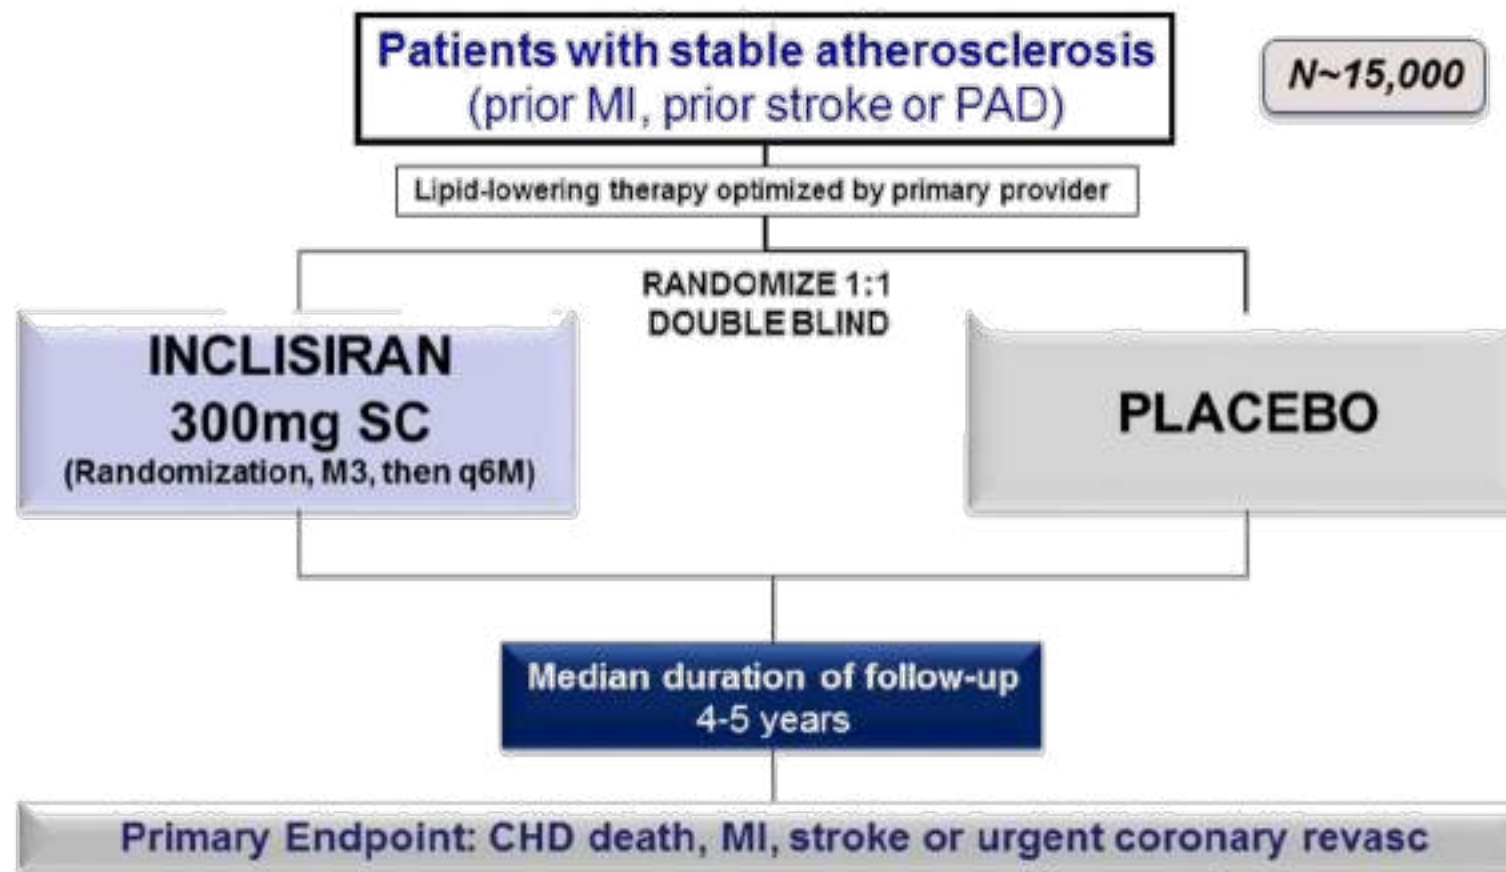 Patients with stable atherosclerosis
(prior MI, prior stroke or PAD)
N~15,000
Lipid-lowering therapy optimized by primary provider
RANDOMIZE 1:1
DOUBLE BLIND
INCLISIRAN
300mg SC
(Randomization, M3, then q6M)
PLACEBO
Median duration of follow-up
4-5 years
Primary Endpoint: CHD death, MI, stroke or urgent coronary revasc